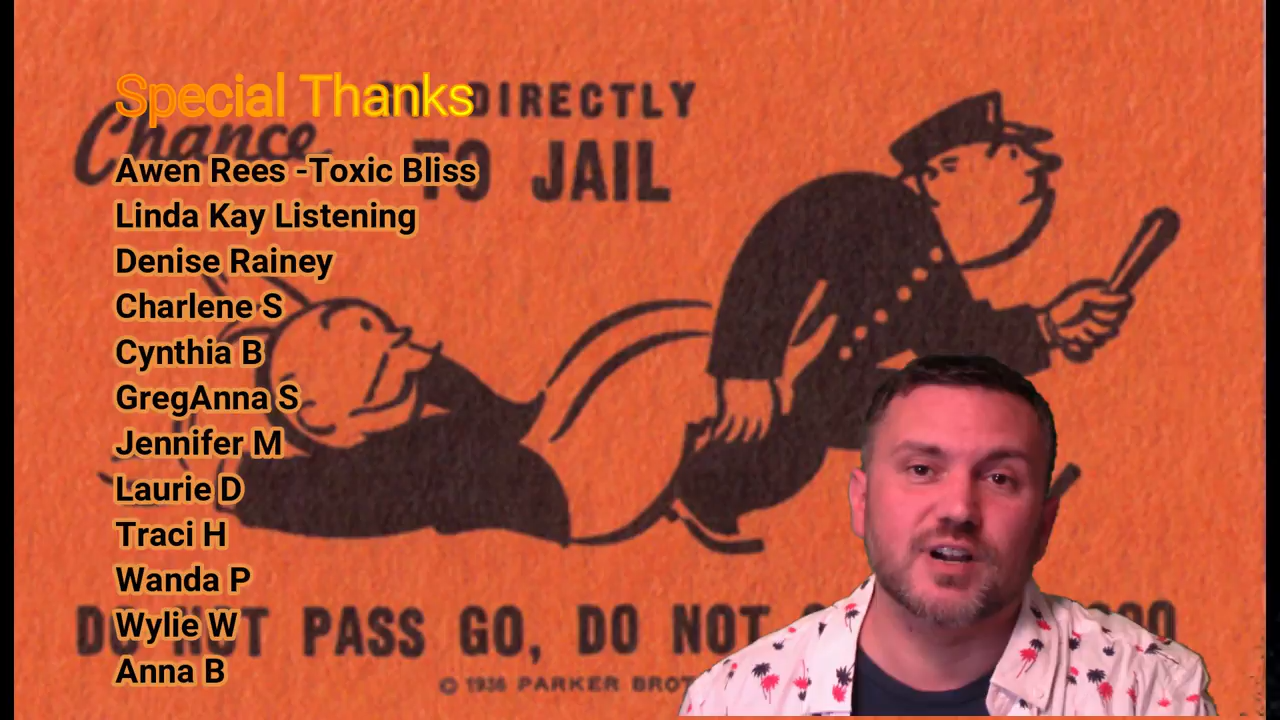 Special Thanks
DIRECTLY
Chance
TO JAIL
Awen Rees -Toxic Bliss
Linda Kay Listening
Denise Rainey
Charlene S
Cynthia B
GregAnna S
Jennifer M
Laurie D
Traci H
Wanda P
Wylie W
Anna B
DO NOT PASS GO, DO NOT
© 1936 PARKER